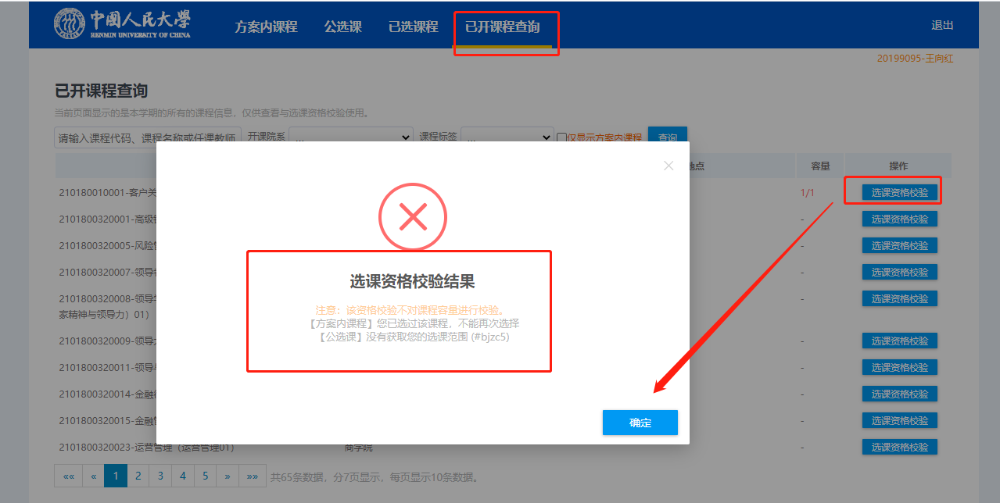 中国人民大学
RENMIN UNIVERSITY OF CHINA
方案内课程 公选课 已选课程 已开课程查询 退出
20199095-王向红
已开课程查询
当前页面显示的是本学期的所有的课程信息，仅供查看与选课资格校验使用。
请输入课程代码、课程名称或任课教师 开课院系 ... 课程标签 ... 仅显示方案内课程 查询
地点 容量 操作
210180010001-客户关 1/1 选课资格校验
2101800320001-高级 - 选课资格校验
2101800320005-风险 - 选课资格校验
2101800320007-领导 - 选课资格校验
2101800320008-领导 - 选课资格校验
家精神与领导力）01）
2101800320009-领导 - 选课资格校验
2101800320011-领导 - 选课资格校验
2101800320014-金融 - 选课资格校验
2101800320015-金融 - 选课资格校验
2101800320023-运营管理（运营管理01） 商学院 - 选课资格校验
选课资格校验结果
注意：该资格校验不对课程容量进行校验。
【方案内课程】您已选过该课程，不能再次选择
【公选课】没有获取您的选课范围 (#bjzc5)
确定
«« « 1 2 3 4 5 » »» 共65条数据，分7页显示，每页显示10条数据。